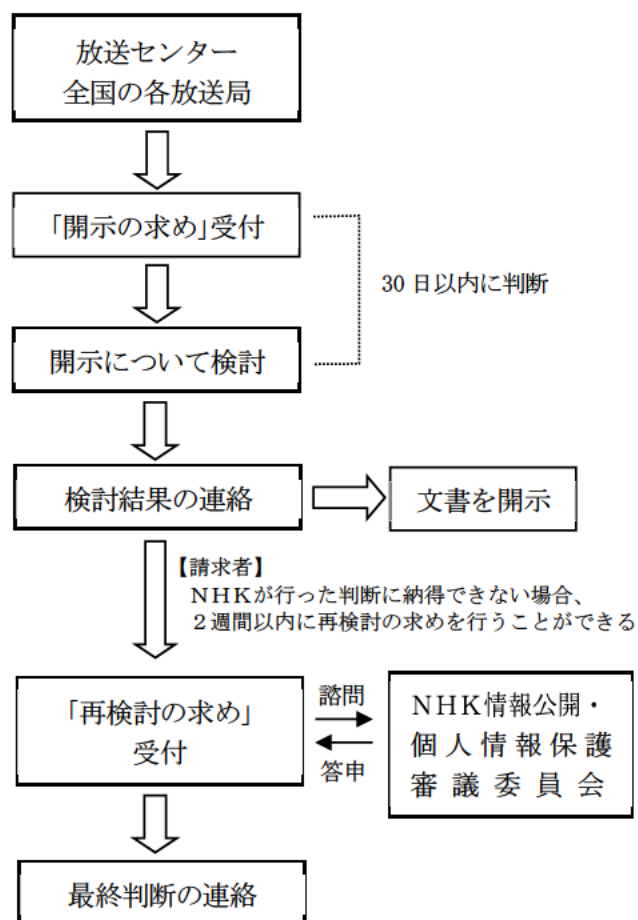 放送センター
全国の各放送局
「開示の求め」受付
30日以内に判断
開示について検討
検討結果の連絡
文書を開示
【請求者】
NHKが行った判断に納得できない場合、
2週間以内に再検討の求めを行うことができる
「再検討の求め」
受付
諮問
答申
NHK情報公開・
個人情報保護
審議委員会
最終判断の連絡